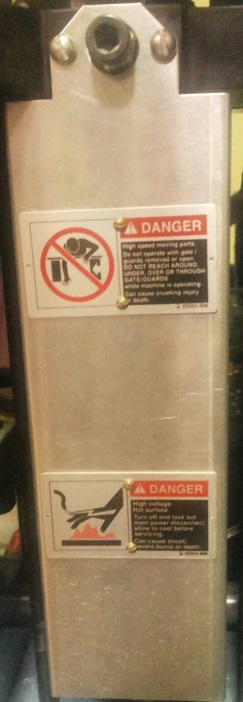 DANGER
High speed moving parts.
Do not operate with gate /
guards removed or open.
DO NOT REACH AROUND,
UNDER, OVER OR THROUGH
GATE/GUARDS
while machine is operating.
Can cause crushing injury
or death.
DANGER
High voltage.
Hot surface.
Turn off and lock out
main power disconnect,
allow to cool before
servicing.
Can cause shock,
severe burns or death.